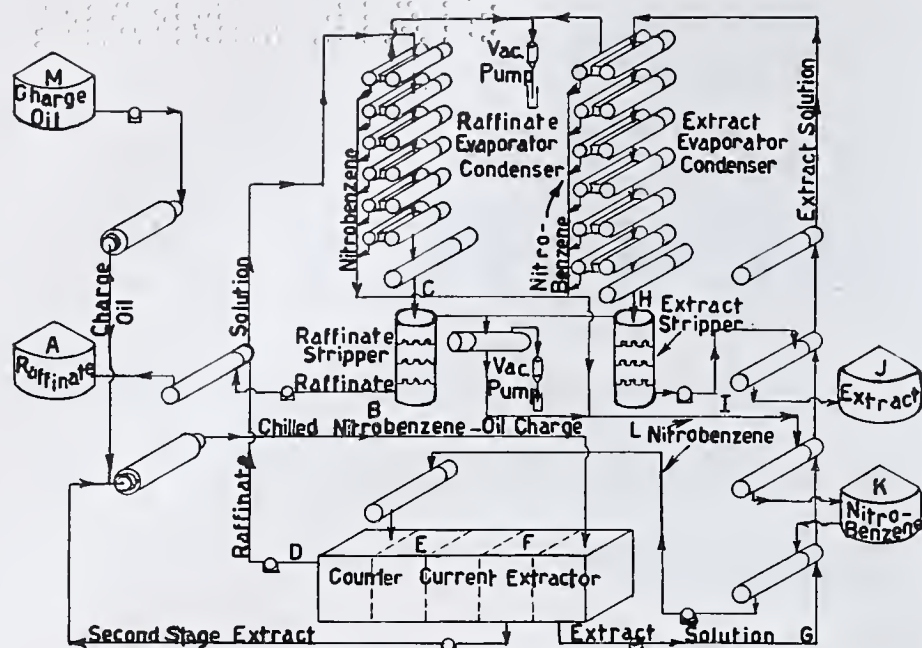 M
Charge
Oil
Vac.
Pump
Raffinate
Evaporator
Condenser
Extract
Evaporator
Condenser
Nitrobenzene
Nitro-
Benzene
Extract Solution
Charge
Oil
Solution
C
H
A
Raffinate
Raffinate
Stripper
Raffinate
Vac.
Pump
Extract
Stripper
J
Extract
I
B
Chilled Nitrobenzene-Oil Charge
L Nitrobenzene
K
Nitro-
Benzene
Raffinate
D
E
F
Counter Current Extractor
Second Stage Extract
Extract Solution G